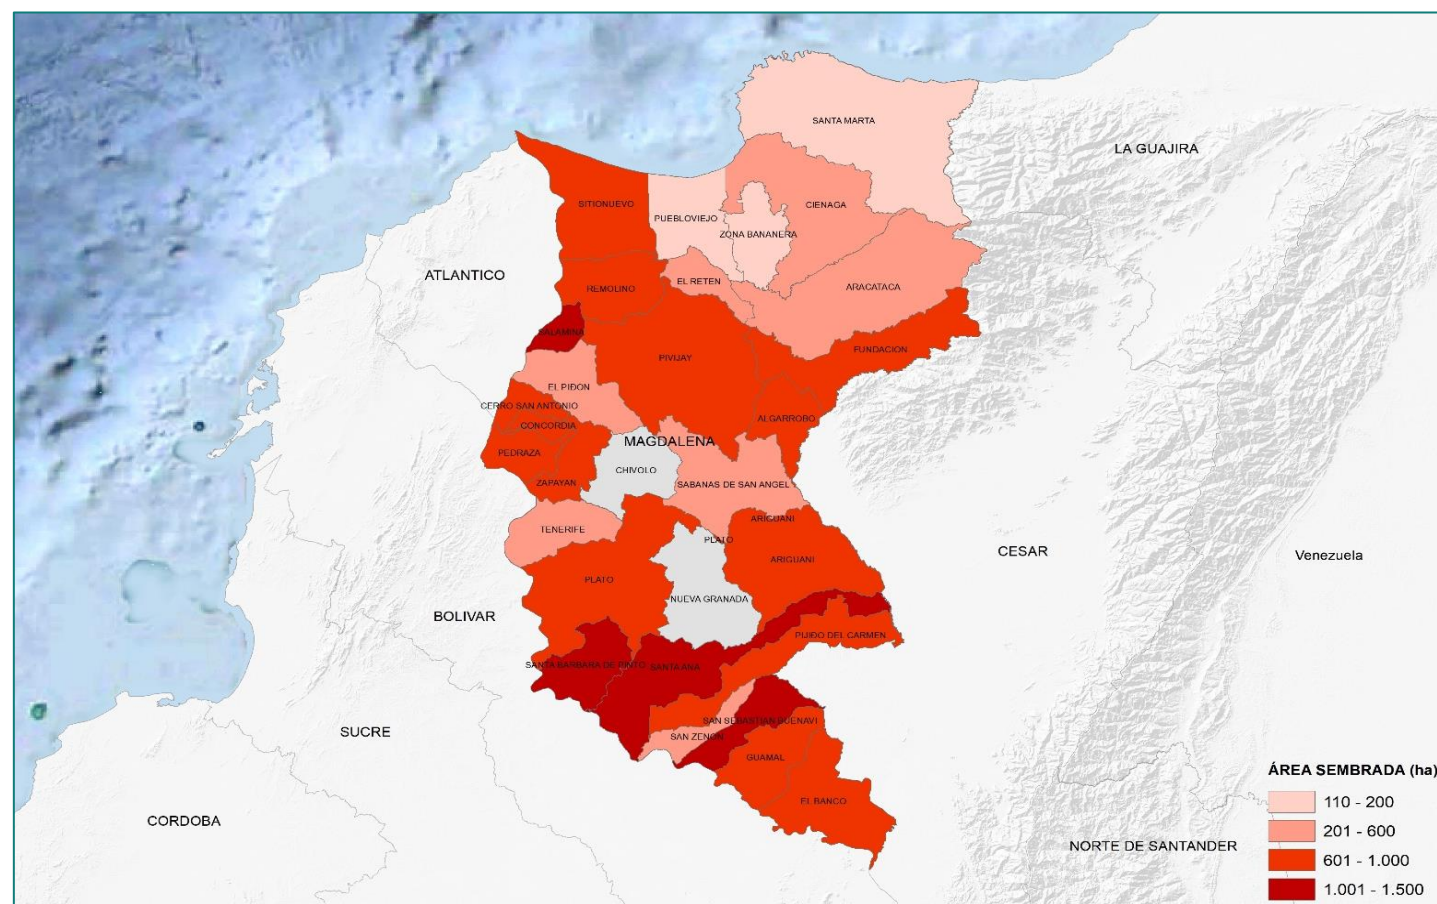 SANTA MARTA
LA GUAJIRA
SITIONUEVO
CIENAGA
PUEBLOVIEJO
ZONA BANANERA
ATLANTICO
EL RETEN
REMOLINO
ARACATACA
SALAMINA
FUNDACION
PIVIJAY
EL PIÐON
CERRO SAN ANTONIO
ALGARROBO
CONCORDIA
MAGDALENA
PEDRAZA
CHIVOLO
ZAPAYAN
SABANAS DE SAN ANGEL
ARIGUANI
TENERIFE
PLATO
CESAR
Venezuela
ARIGUANI
PLATO
NUEVA GRANADA
BOLIVAR
PIJIÐO DEL CARMEN
SANTA BARBARA DE PINTO
SANTA ANA
SAN SEBASTIAN BUENAVI
SUCRE
SAN ZENON
GUAMAL
ÁREA SEMBRADA (ha)
EL BANCO
110 - 200
CORDOBA
201 - 600
NORTE DE SANTANDER
601 - 1.000
1.001 - 1.500